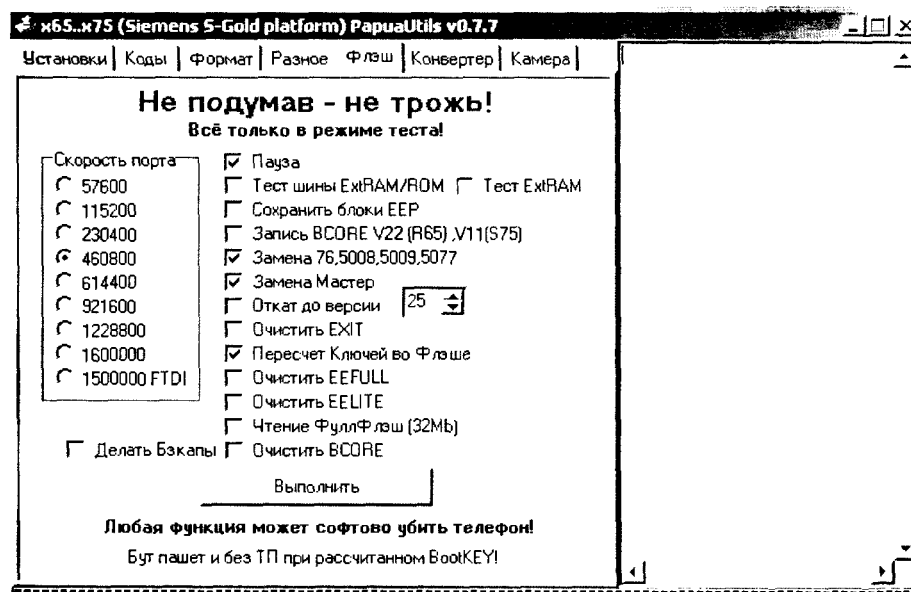 x65..x75 (Siemens S-Gold platform) PapuaUtils v0.7.7
Установки Коды Формат Разное Флэш Конвертер Камера
Не подумав - не трожь!
Всё только в режиме теста!
Скорость порта
57600
115200
230400
460800
614400
921600
1228800
1600000
1500000 FTDI
Делать Бэкапы
Пауза
Тест шины ExtRAM/ROM Тест ExtRAM
Сохранить блоки EEP
Запись BCORE V22 (R65) ,V11(S75)
Замена 76,5008,5009,5077
Замена Мастер
Откат до версии 25
Очистить EXIT
Пересчет Ключей во Флэше
Очистить EEFULL
Очистить EELITE
Чтение ФуллФлэш (32Mb)
Очистить BCORE
Выполнить
Любая функция может софтово убить телефон!
Бут пашет и без ТП при рассчитанном BootKEY!